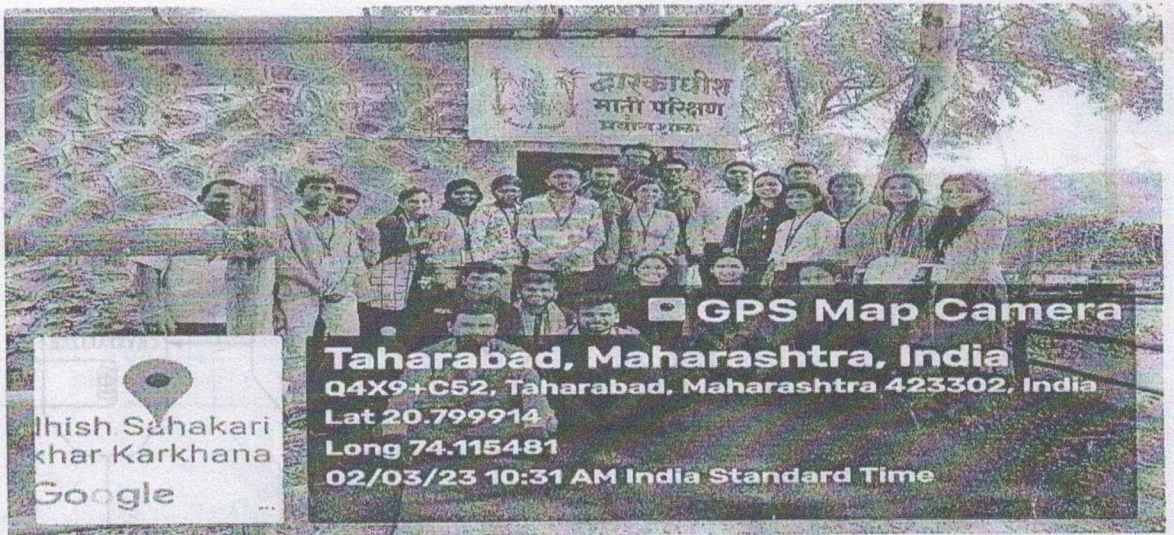 द्वारकाधीश
माती परिक्षण
GPS Map Camera
Taharabad, Maharashtra, India
Q4X9+C52, Taharabad, Maharashtra 423302, India
Lat 20.799914
Long 74.115481
02/03/23 10:31 AM India Standard Time
lhish Sahakari
khar Karkhana
Google